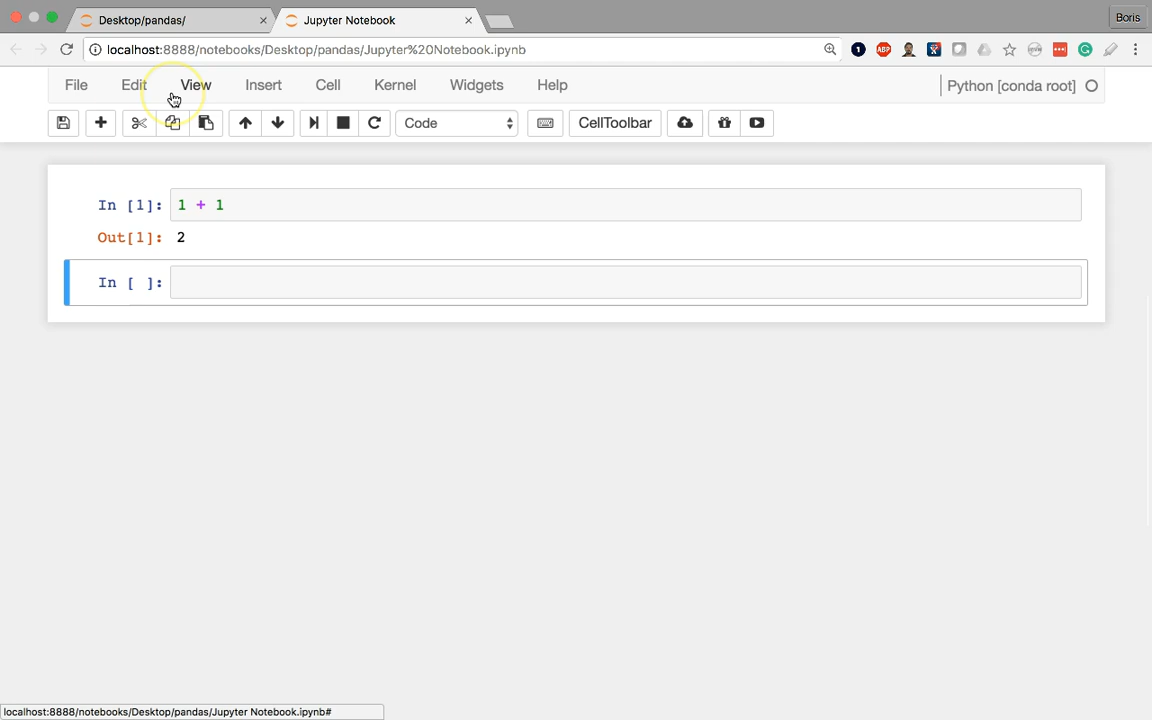 Desktop/pandas/ Jupyter Notebook Boris
localhost:8888/notebooks/Desktop/pandas/Jupyter%20Notebook.ipynb
File Edit View Insert Cell Kernel Widgets Help Python [conda root]
Code CellToolbar
In [1]: 1 + 1
Out[1]: 2
In [ ]:
localhost:8888/notebooks/Desktop/pandas/Jupyter Notebook.ipynb#